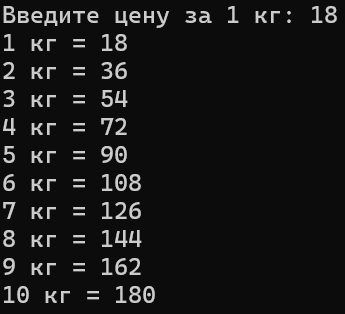 Введите цену за 1 кг: 18
1 кг = 18
2 кг = 36
3 кг = 54
4 кг = 72
5 кг = 90
6 кг = 108
7 кг = 126
8 кг = 144
9 кг = 162
10 кг = 180